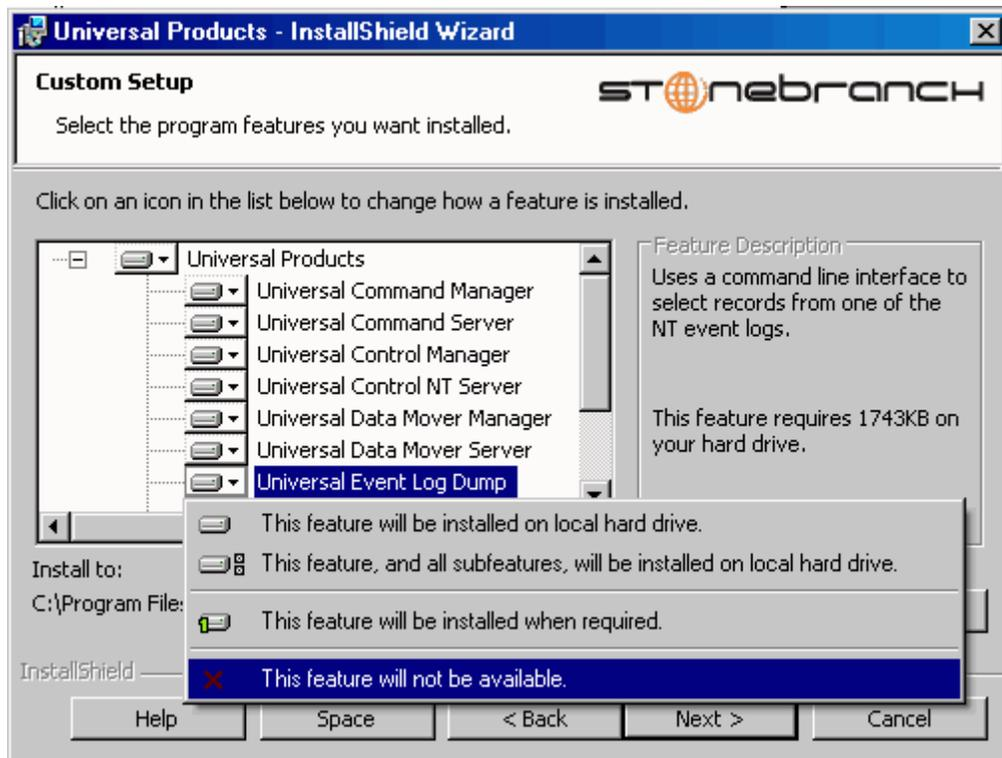 Universal Products - InstallShield Wizard
Custom Setup
STONEBRANCH
Select the program features you want installed.
Click on an icon in the list below to change how a feature is installed.
Universal Products
Universal Command Manager
Universal Command Server
Universal Control Manager
Universal Control NT Server
Universal Data Mover Manager
Universal Data Mover Server
Universal Event Log Dump
Feature Description
Uses a command line interface to
select records from one of the
NT event logs.
This feature requires 1743KB on
your hard drive.
This feature will be installed on local hard drive.
This feature, and all subfeatures, will be installed on local hard drive.
This feature will be installed when required.
This feature will not be available.
Install to:
C:\Program Files
InstallShield
Help
Space
< Back
Next >
Cancel